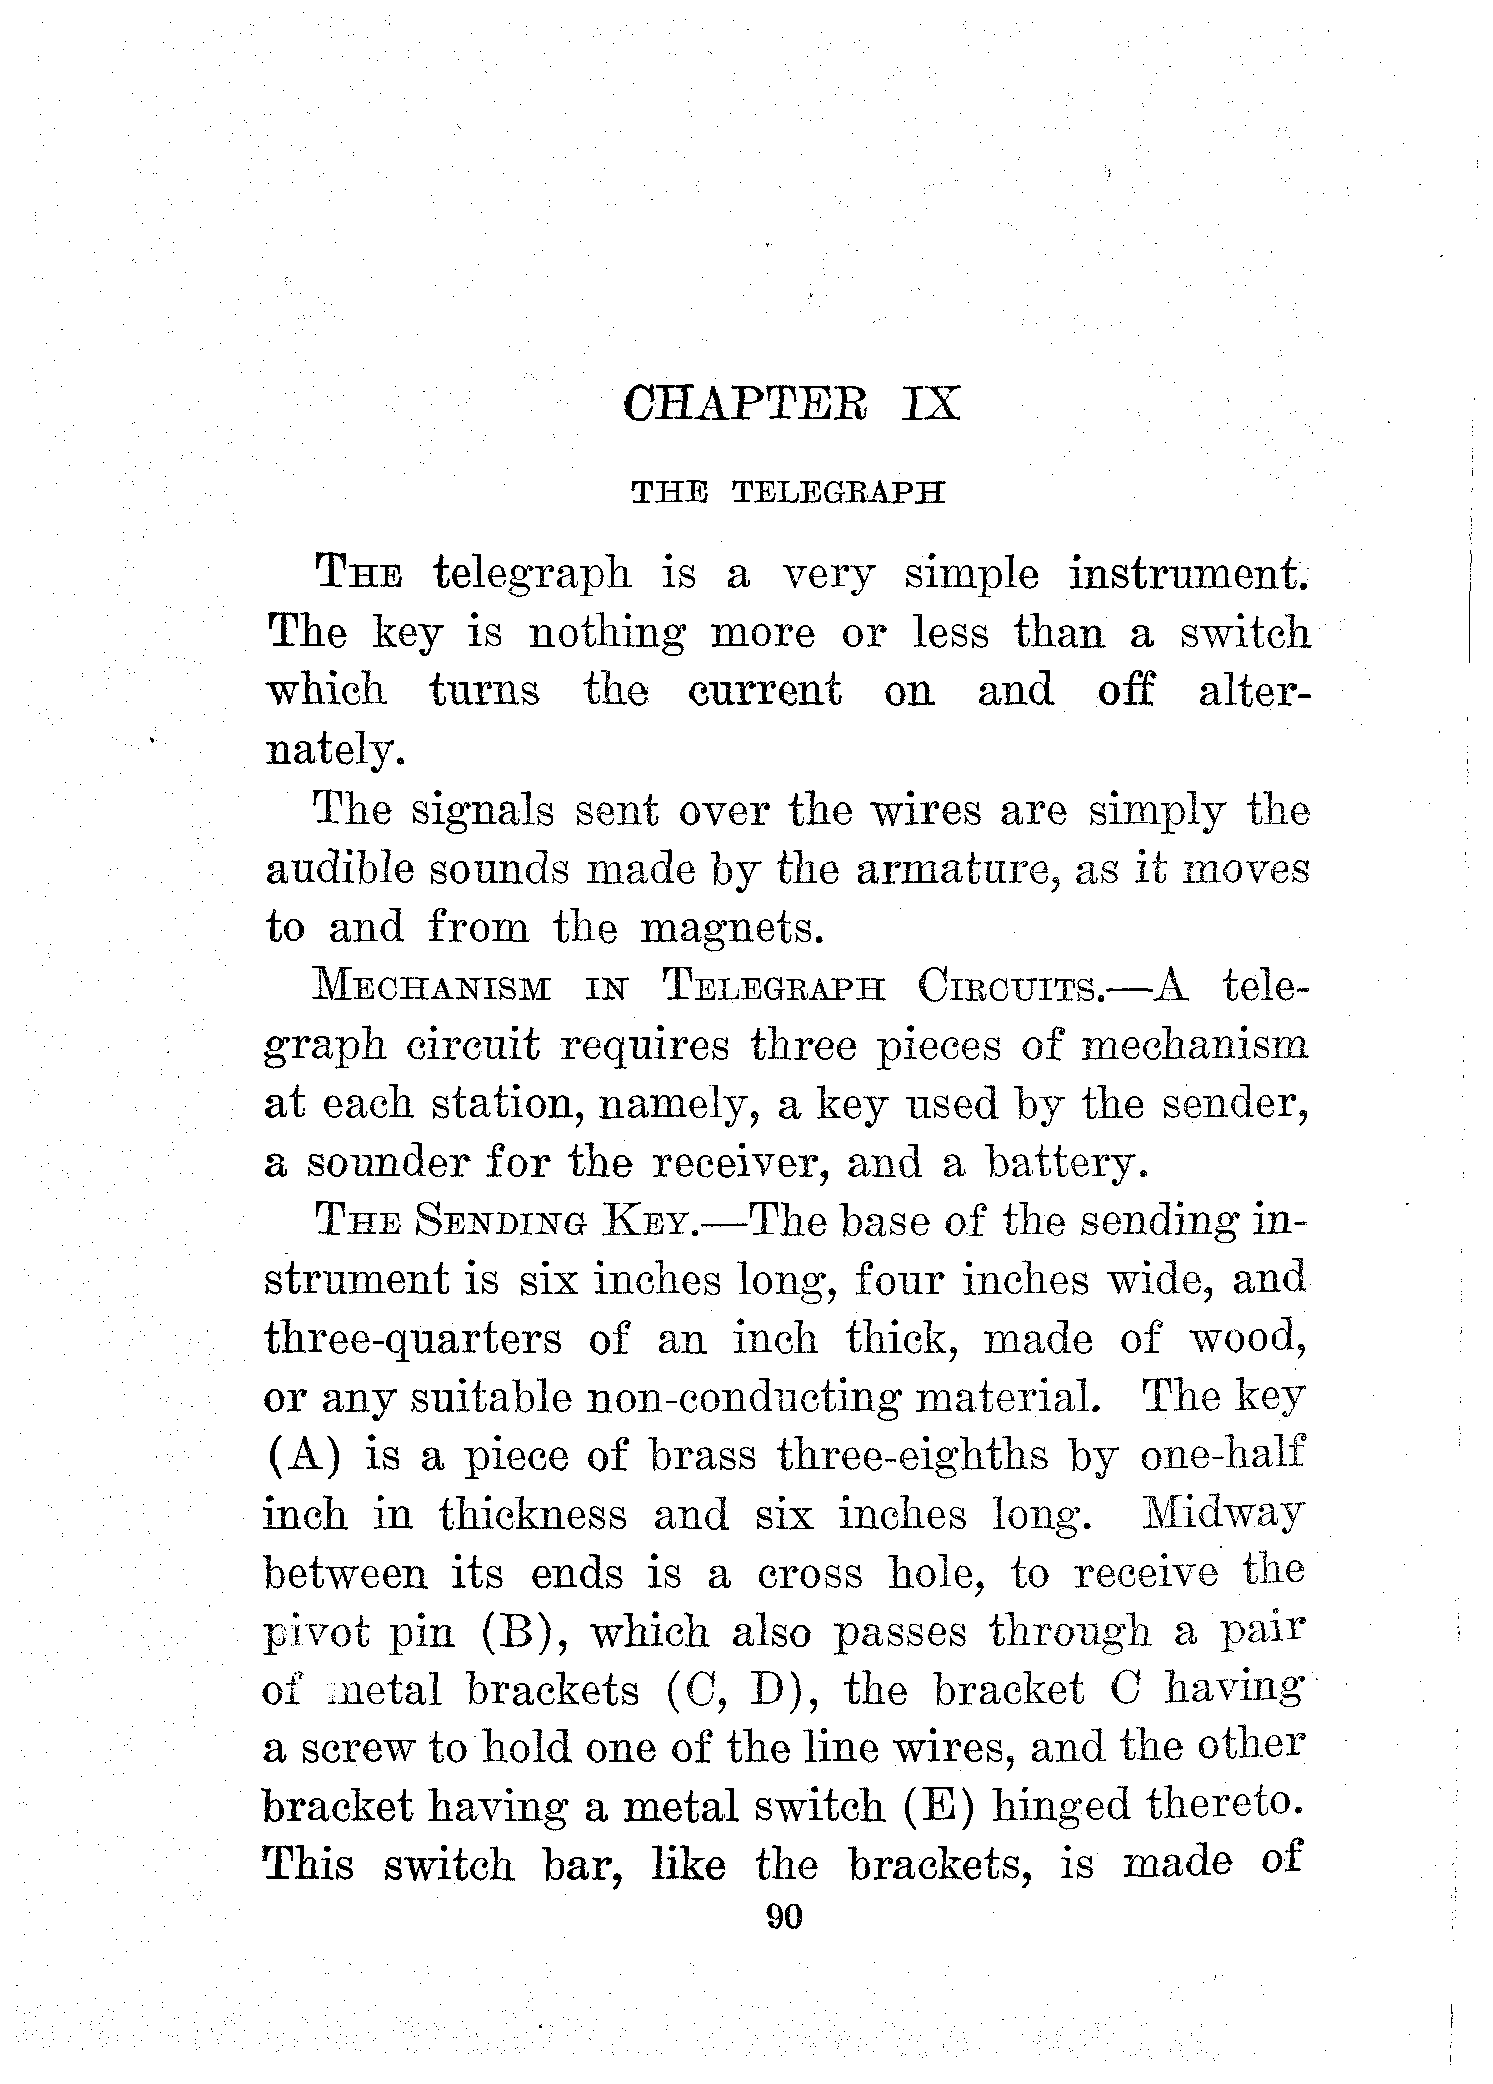 CHAPTER IX
THE TELEGRAPH
THE telegraph is a very simple instrument.
The key is nothing more or less than a switch
which turns the current on and off alter-
nately.
The signals sent over the wires are simply the
audible sounds made by the armature, as it moves
to and from the magnets.
MECHANISM IN TELEGRAPH CIRCUITS.—A tele-
graph circuit requires three pieces of mechanism
at each station, namely, a key used by the sender,
a sounder for the receiver, and a battery.
THE SENDING KEY.—The base of the sending in-
strument is six inches long, four inches wide, and
three-quarters of an inch thick, made of wood,
or any suitable non-conducting material. The key
(A) is a piece of brass three-eighths by one-half
inch in thickness and six inches long. Midway
between its ends is a cross hole, to receive the
pivot pin (B), which also passes through a pair
of metal brackets (C, D), the bracket C having
a screw to hold one of the line wires, and the other
bracket having a metal switch (E) hinged thereto.
This switch bar, like the brackets, is made of
90